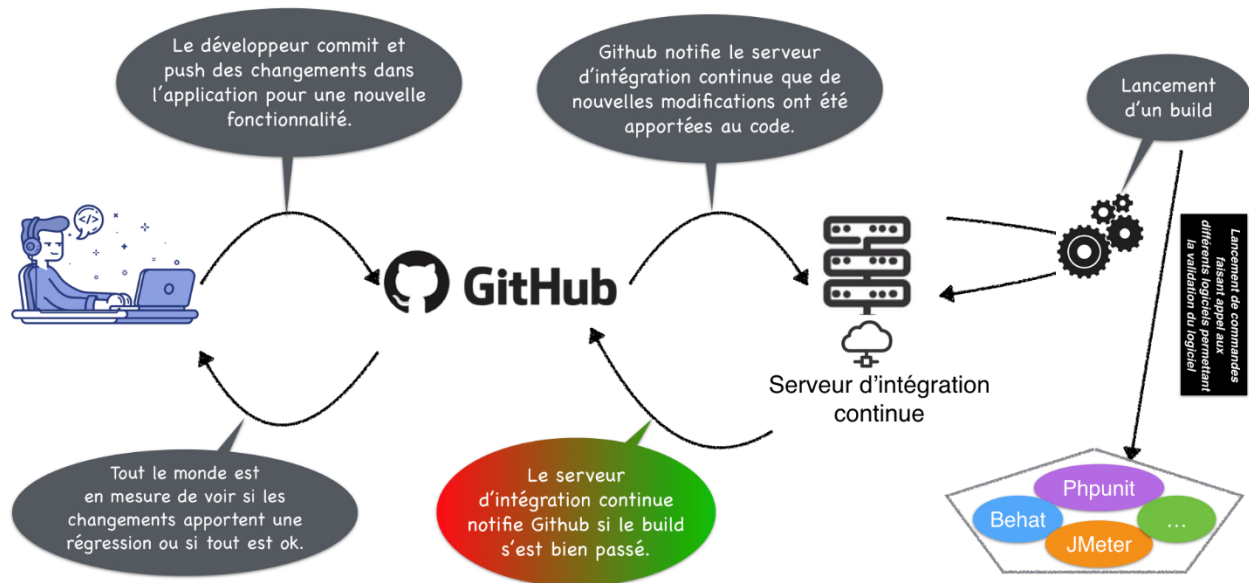 Le développeur commit et
push des changements dans
l'application pour une nouvelle
fonctionnalité.
Github notifie le serveur
d'intégration continue que de
nouvelles modifications ont été
apportées au code.
Lancement
d'un build
</>
GitHub
Serveur d'intégration
continue
Lancement de commandes
faisant appel aux
différents logiciels permettant
la validation du logiciel
Tout le monde est
en mesure de voir si les
changements apportent une
régression ou si tout est ok.
Le serveur
d'intégration continue
notifie Github si le build
s'est bien passé.
Phpunit
Behat
...
JMeter